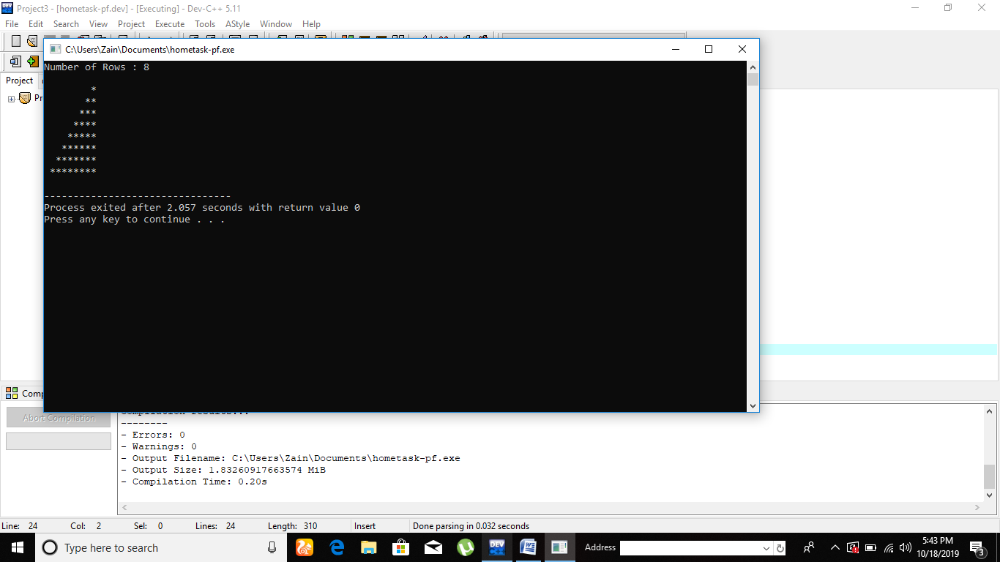 Project3 - [hometask-pf.dev] - [Executing] - Dev-C++ 5.11
File Edit Search View Project Execute Tools AStyle Window Help
C:\Users\Zain\Documents\hometask-pf.exe
Project
Pr
Number of Rows : 8
        *
       **
      ***
     ****
    *****
   ******
  *******
 ********
--------------------------------
Process exited after 2.057 seconds with return value 0
Press any key to continue . . .
Comp
Abort Compilation
Compilation results...
--------
- Errors: 0
- Warnings: 0
- Output Filename: C:\Users\Zain\Documents\hometask-pf.exe
- Output Size: 1.83260917663574 MiB
- Compilation Time: 0.20s
Line: 24 Col: 2 Sel: 0 Lines: 24 Length: 310 Insert Done parsing in 0.032 seconds
Type here to search
DEV
Address
5:43 PM
10/18/2019
3